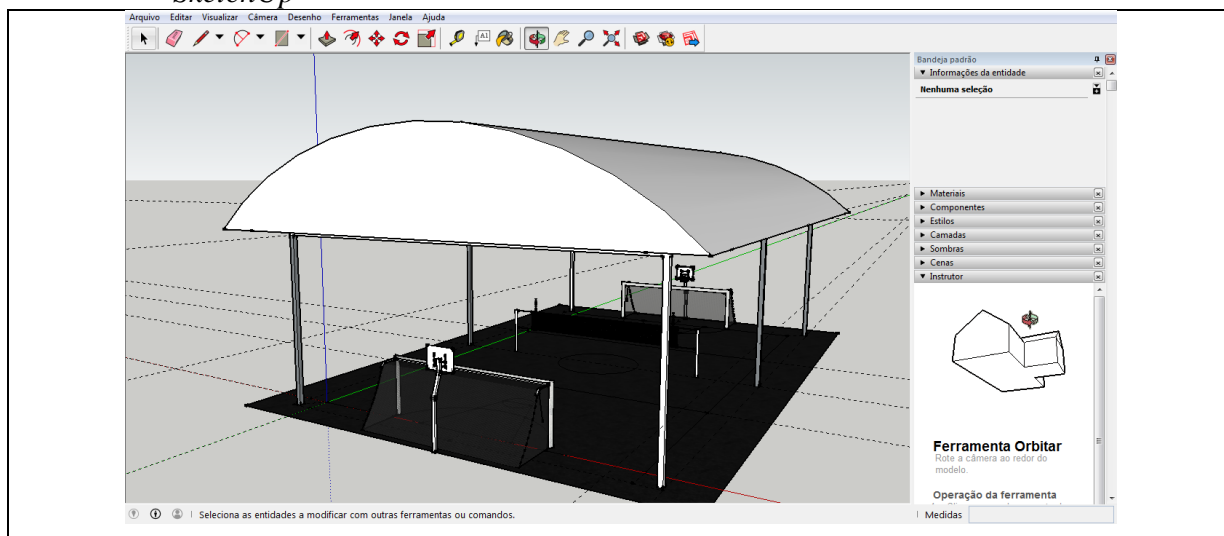 SketchUp
Arquivo Editar Visualizar Câmera Desenho Ferramentas Janela Ajuda
A1
Bandeja padrão
Informações da entidade
Nenhuma seleção
Materiais
Componentes
Estilos
Camadas
Sombras
Cenas
Instrutor
Ferramenta Orbitar
Rote a câmera ao redor do
modelo.
Operação da ferramenta
Seleciona as entidades a modificar com outras ferramentas ou comandos.
Medidas